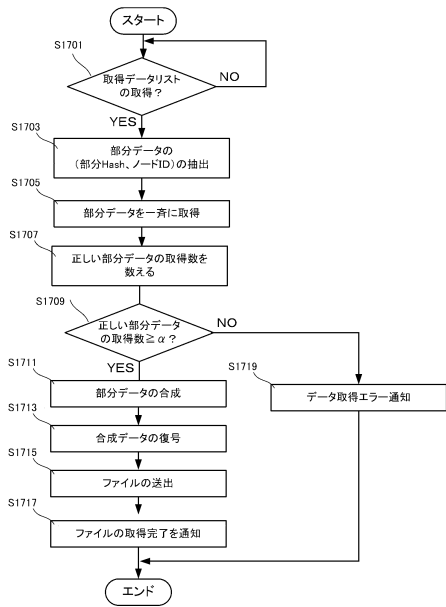 スタート
S1701
取得データリスト
の取得？
NO
YES
S1703
部分データの
（部分Hash、ノードID）の抽出
S1705
部分データを一斉に取得
S1707
正しい部分データの取得数を
数える
S1709
正しい部分データ
の取得数≧α？
NO
YES
S1711
部分データの合成
S1719
データ取得エラー通知
S1713
合成データの復号
S1715
ファイルの送出
S1717
ファイルの取得完了を通知
エンド